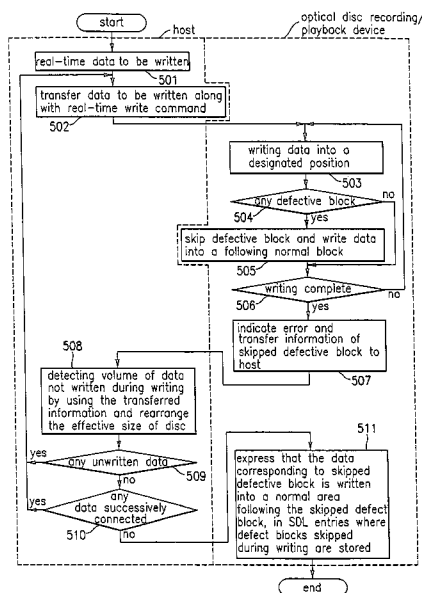 start
host
optical disc recording/
playback device
real-time data to be written
501
transfer data to be written along
with real-time write command
502
writing data into a
designated position
503
any defective block
no
504
yes
skip defective block and write data
into a following normal block
505
writing complete
no
506
yes
indicate error and
transfer information of
skipped defective block to
host
507
508
detecting volume of data
not written during writing
by using the transferred
information and rearrange
the effective size of disc
yes
any unwritten data
509
no
yes
any
data successively
connected
510
no
511
express that the data
corresponding to skipped
defective block is written
into a normal area
following the skipped defect
block, in SDL entries where
defect blocks skipped
during writing are stored
end